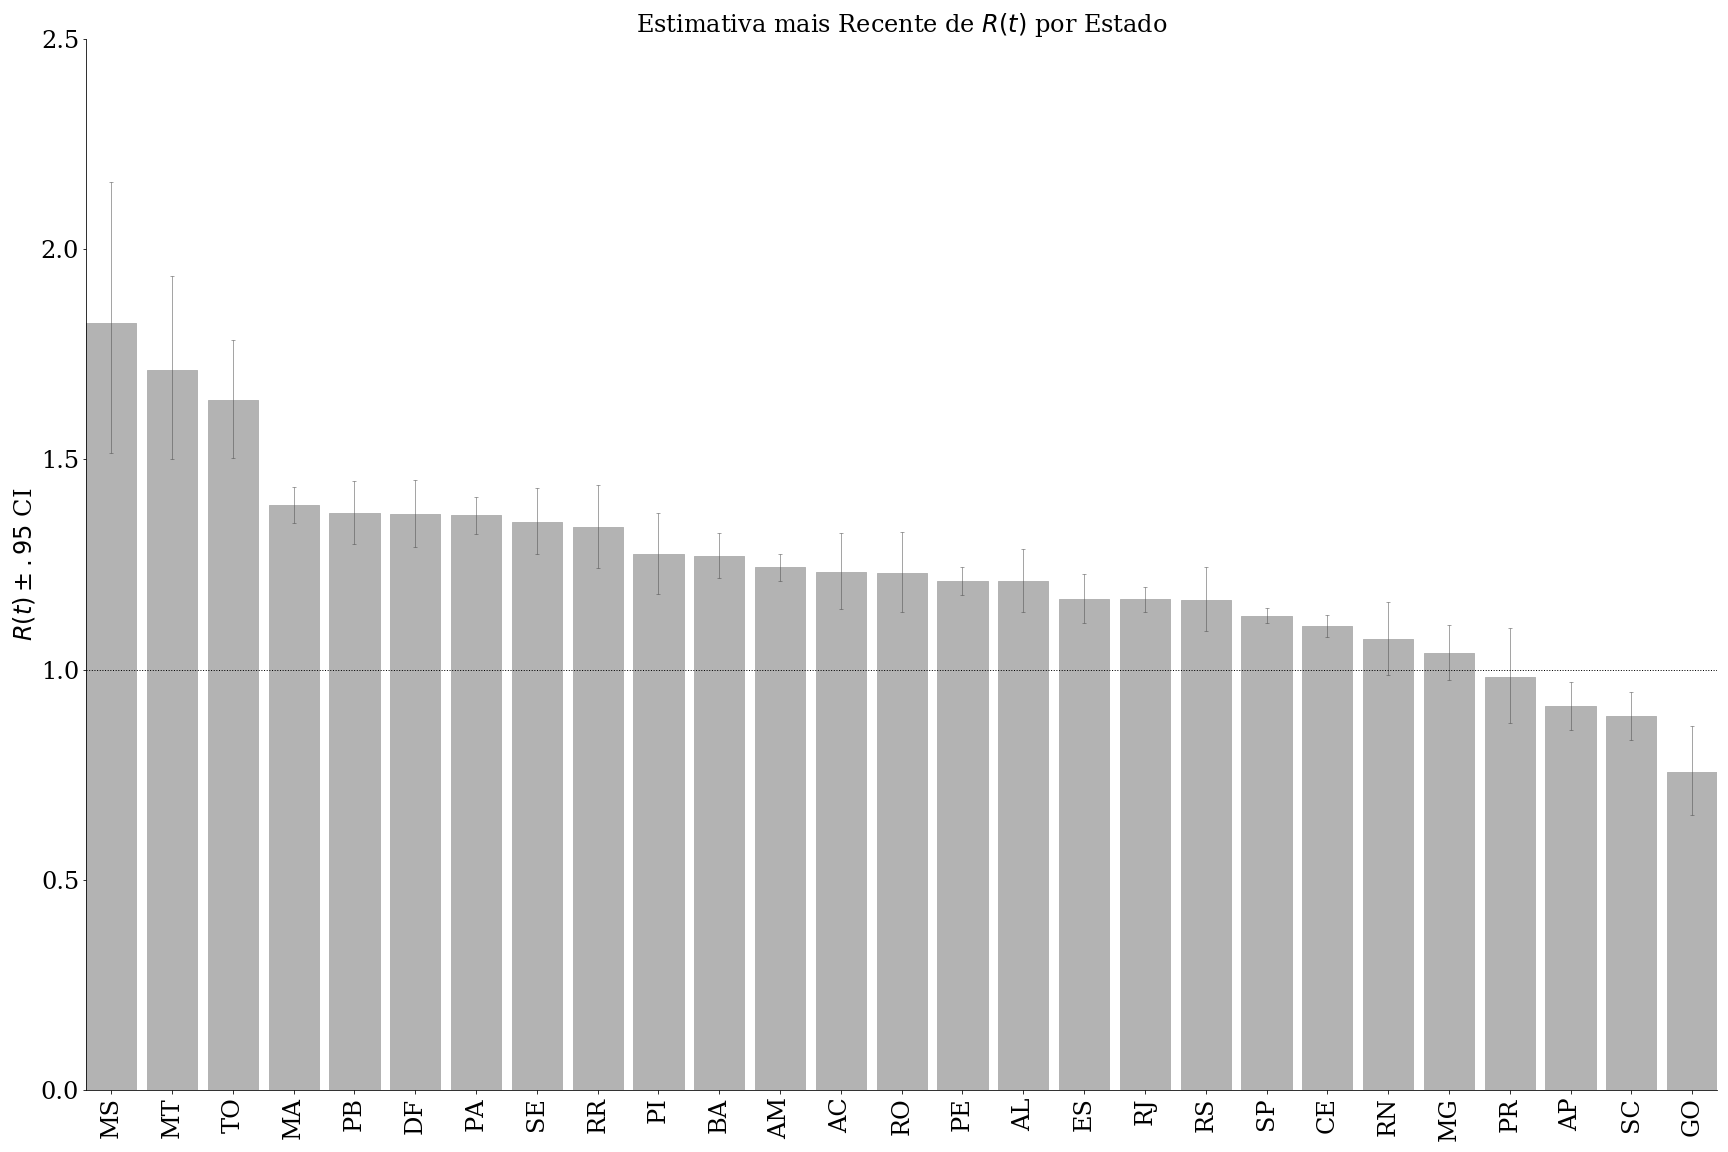 Estimativa mais Recente de R(t) por Estado
2.5
2.0
1.5
1.0
0.5
0.0
R(t) ± .95 CI
MS MT TO MA PB DF PA SE RR PI BA AM AC RO PE AL ES RJ RS SP CE RN MG PR AP SC GO